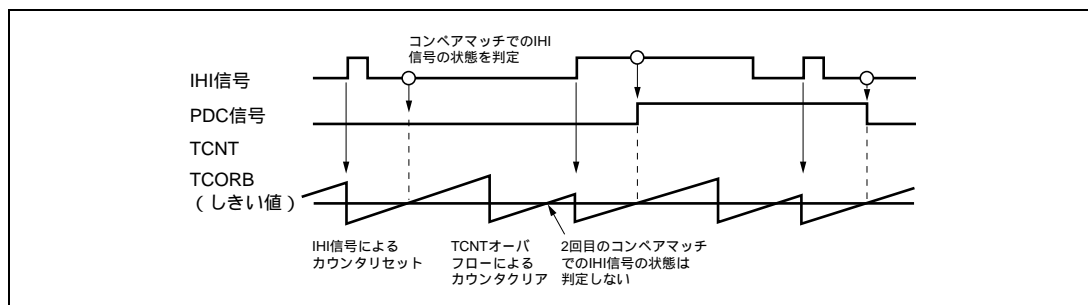 コンペアマッチでのIHI
信号の状態を判定
IHI信号
PDC信号
TCNT
TCORB
（しきい値）
IHI信号による
カウンタリセット
TCNTオーバ
フローによる
カウンタクリア
2回目のコンペアマッチ
でのIHI信号の状態は
判定しない